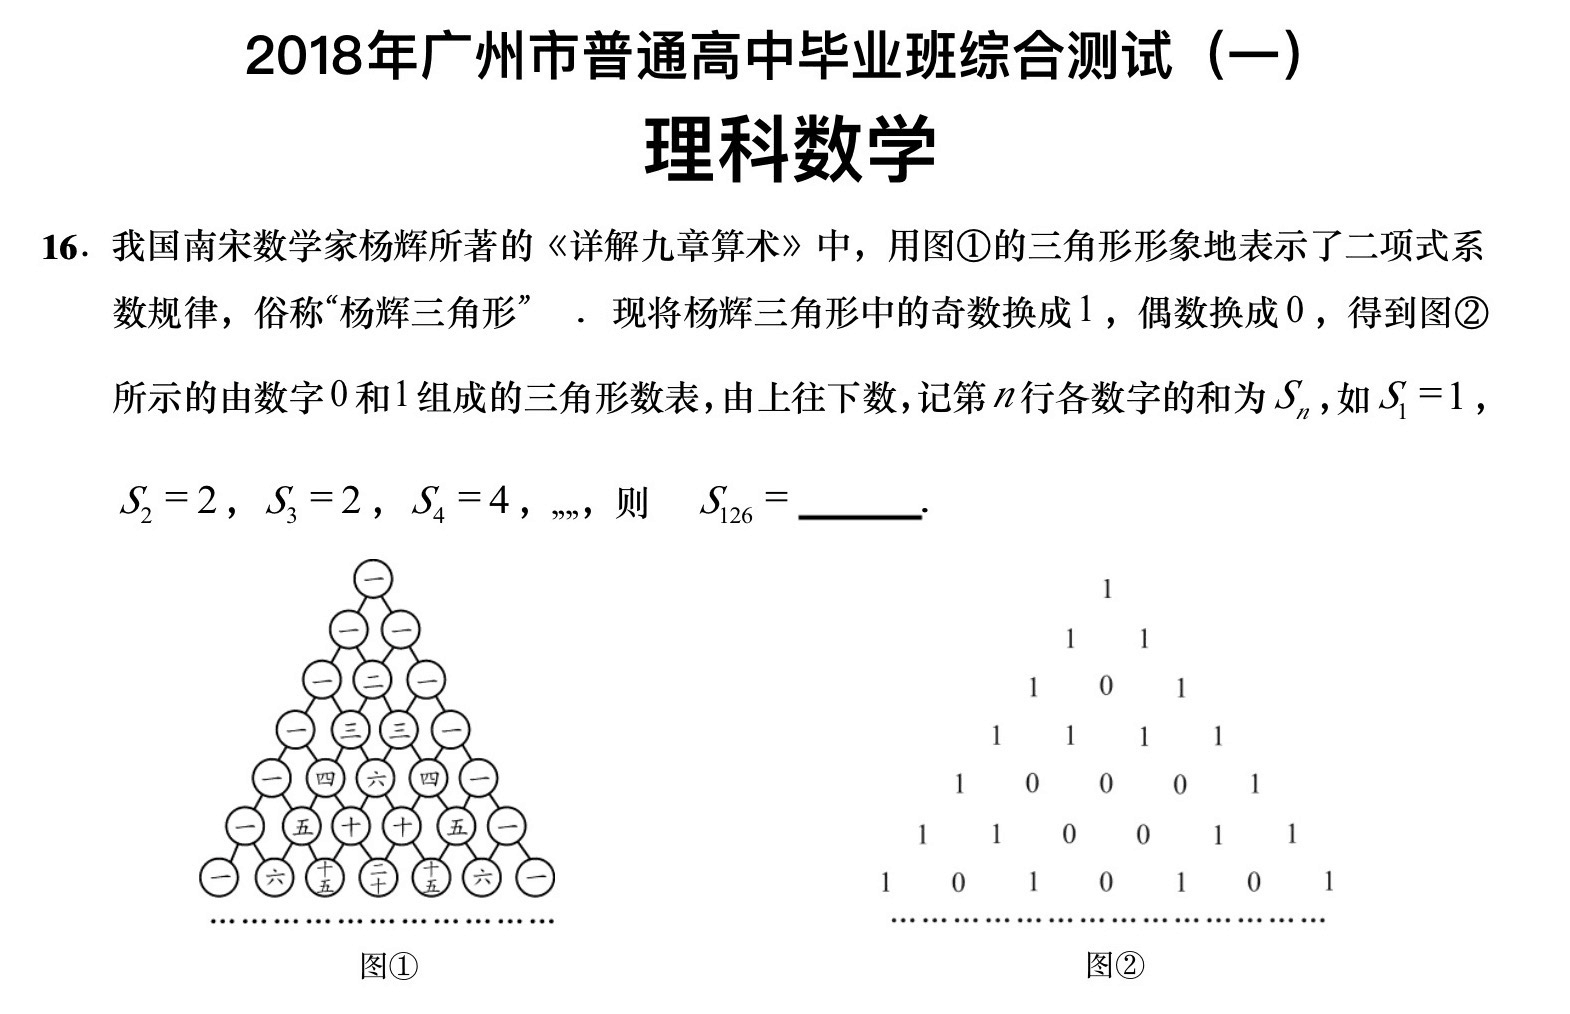 2018年广州市普通高中毕业班综合测试（一）
理科数学
16．我国南宋数学家杨辉所著的《详解九章算术》中，用图①的三角形形象地表示了二项式系
数规律，俗称“杨辉三角形”．现将杨辉三角形中的奇数换成1，偶数换成0，得到图②
所示的由数字0和1组成的三角形数表，由上往下数，记第n行各数字的和为Sn，如S1=1，
S2=2，S3=2，S4=4，„„，则 S126=______.
一
一 一
一 二 一
一 三 三 一
一 四 六 四 一
一 五 十 十 五 一
一 六 十五 二十 十五 六 一
………………………………
图①
1
1 1
1 0 1
1 1 1 1
1 0 0 0 1
1 1 0 0 1 1
1 0 1 0 1 0 1
………………………………
图②